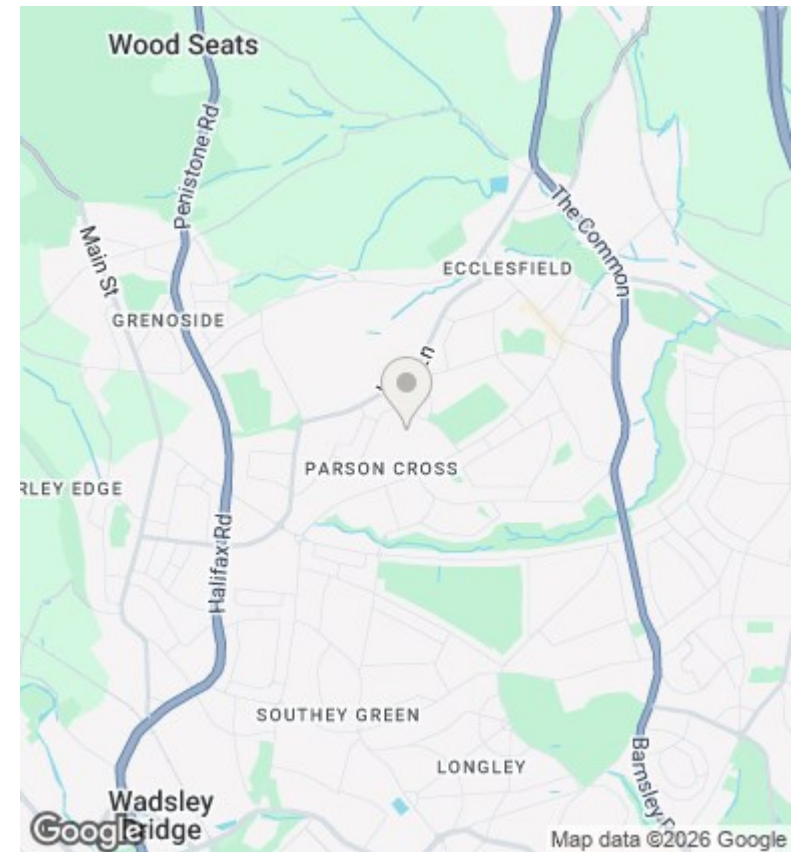 Wood Seats
Penistone Rd
The Common
Main St
ECCLESFIELD
GRENOSIDE
PARSON CROSS
RLEY EDGE
Halifax Rd
SOUTHEY GREEN
LONGLEY
Barnsley
Wadsley
Bridge
Google
Map data ©2026 Google